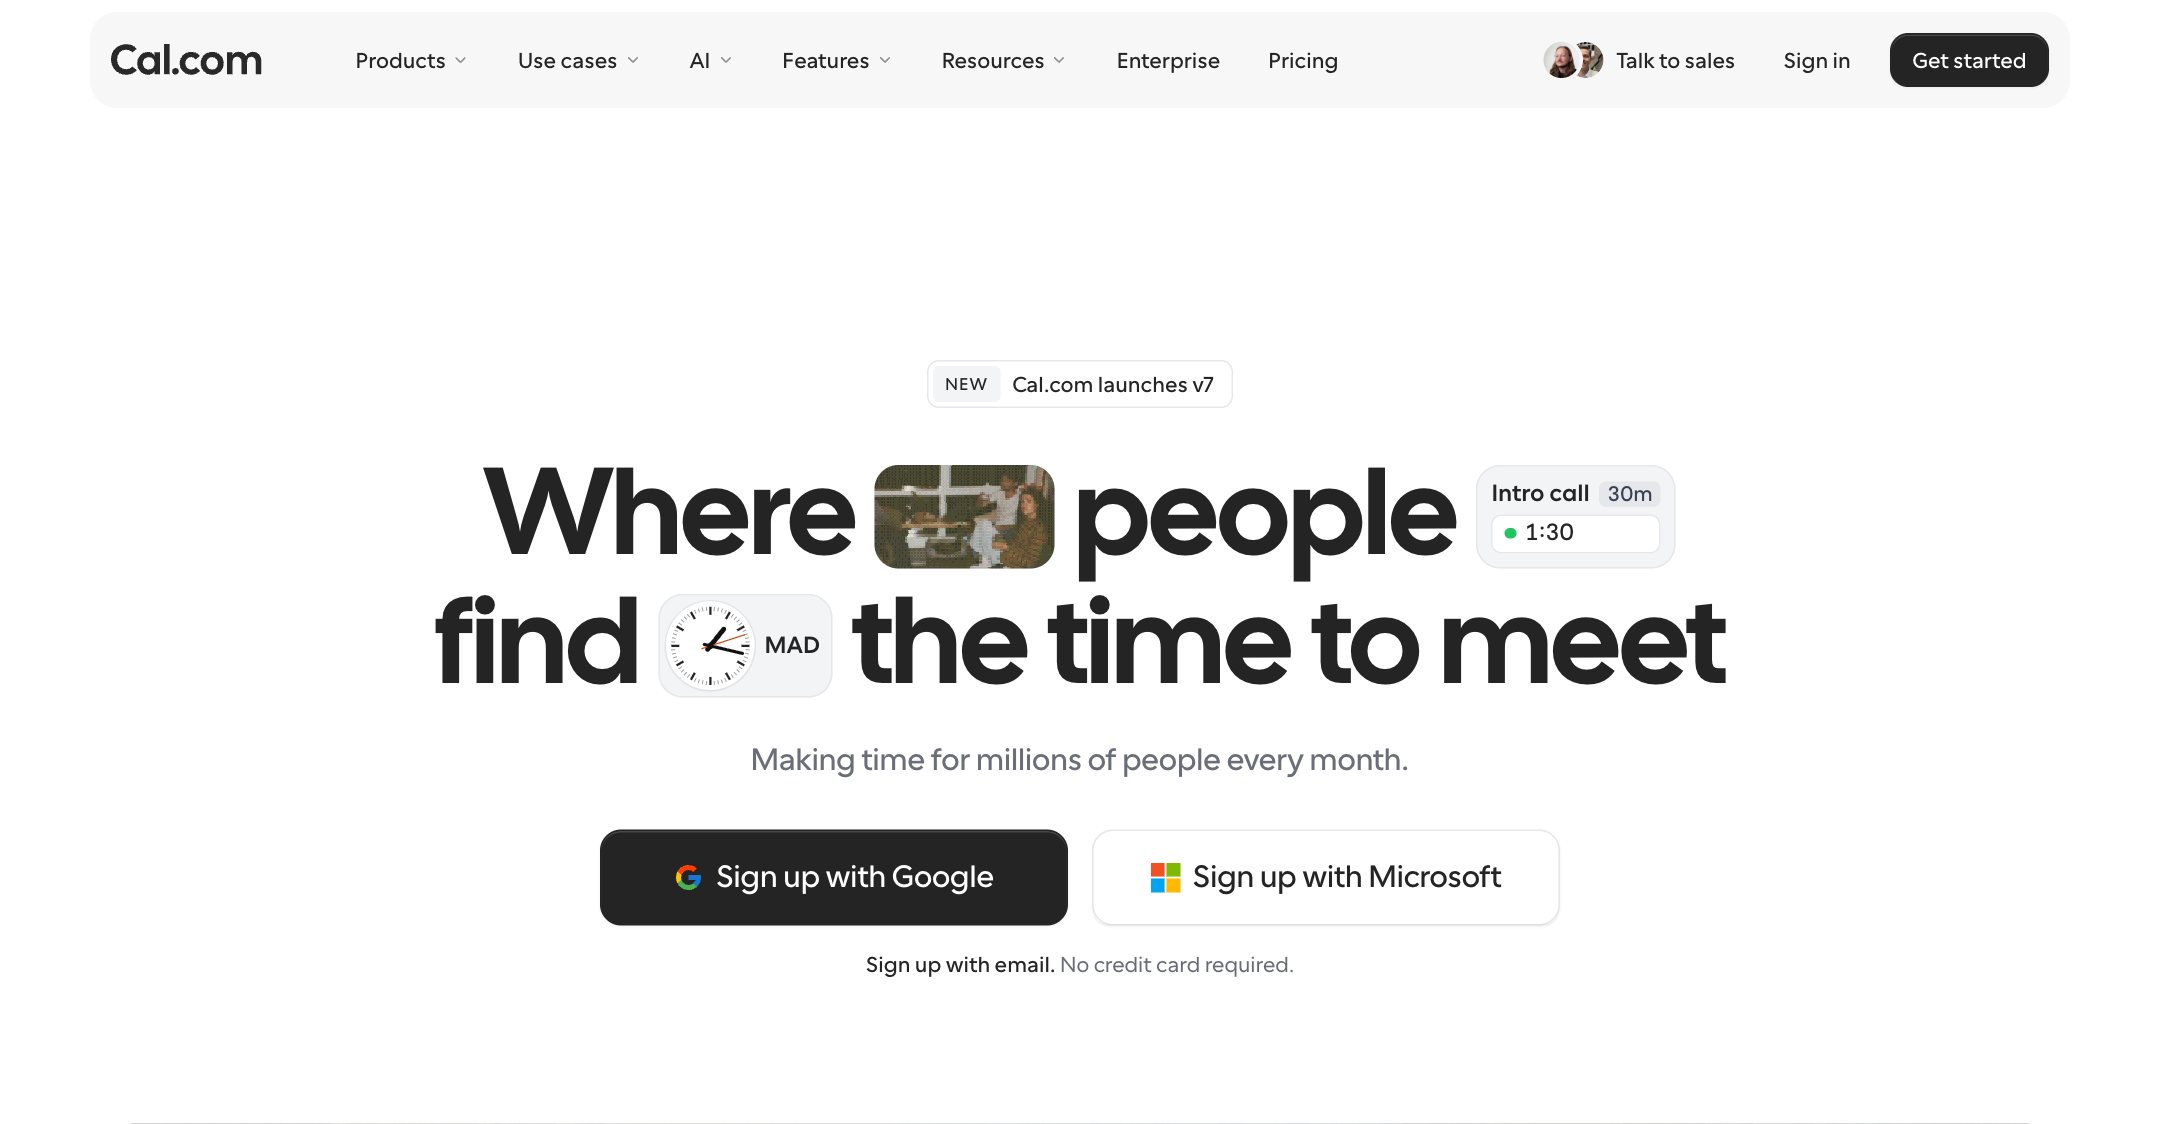 Cal.com Products Use cases AI Features Resources Enterprise Pricing Talk to sales Sign in Get started
NEW Cal.com launches v7
Where people
Intro call 30m
1:30
find MAD the time to meet
Making time for millions of people every month.
Sign up with Google
Sign up with Microsoft
Sign up with email. No credit card required.